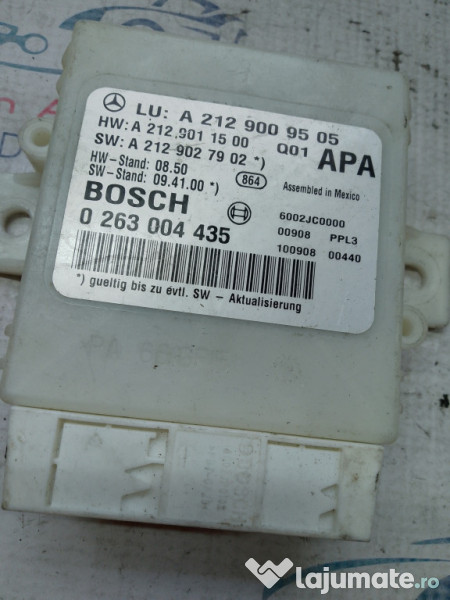 LU: A 212 900 95 05
HW: A 212 901 15 00 Q01 APA
SW: A 212 902 79 02 *)
HW-Stand: 08.50
SW-Stand: 09.41.00 *)
864 Assembled in Mexico
BOSCH
6002JC0000
0 263 004 435
00908 PPL3
100908 00440
*) gueltig bis zu evtl. SW - Aktualisierung
Lajumate.ro